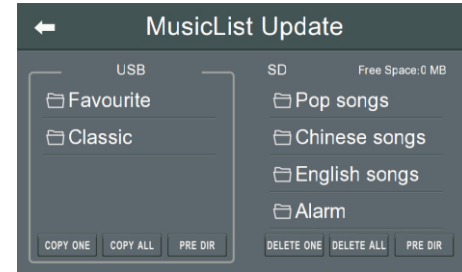 MusicList Update
USB
Favourite
Classic
COPY ONE COPY ALL PRE DIR
SD Free Space:0 MB
Pop songs
Chinese songs
English songs
Alarm
DELETE ONE DELETE ALL PRE DIR